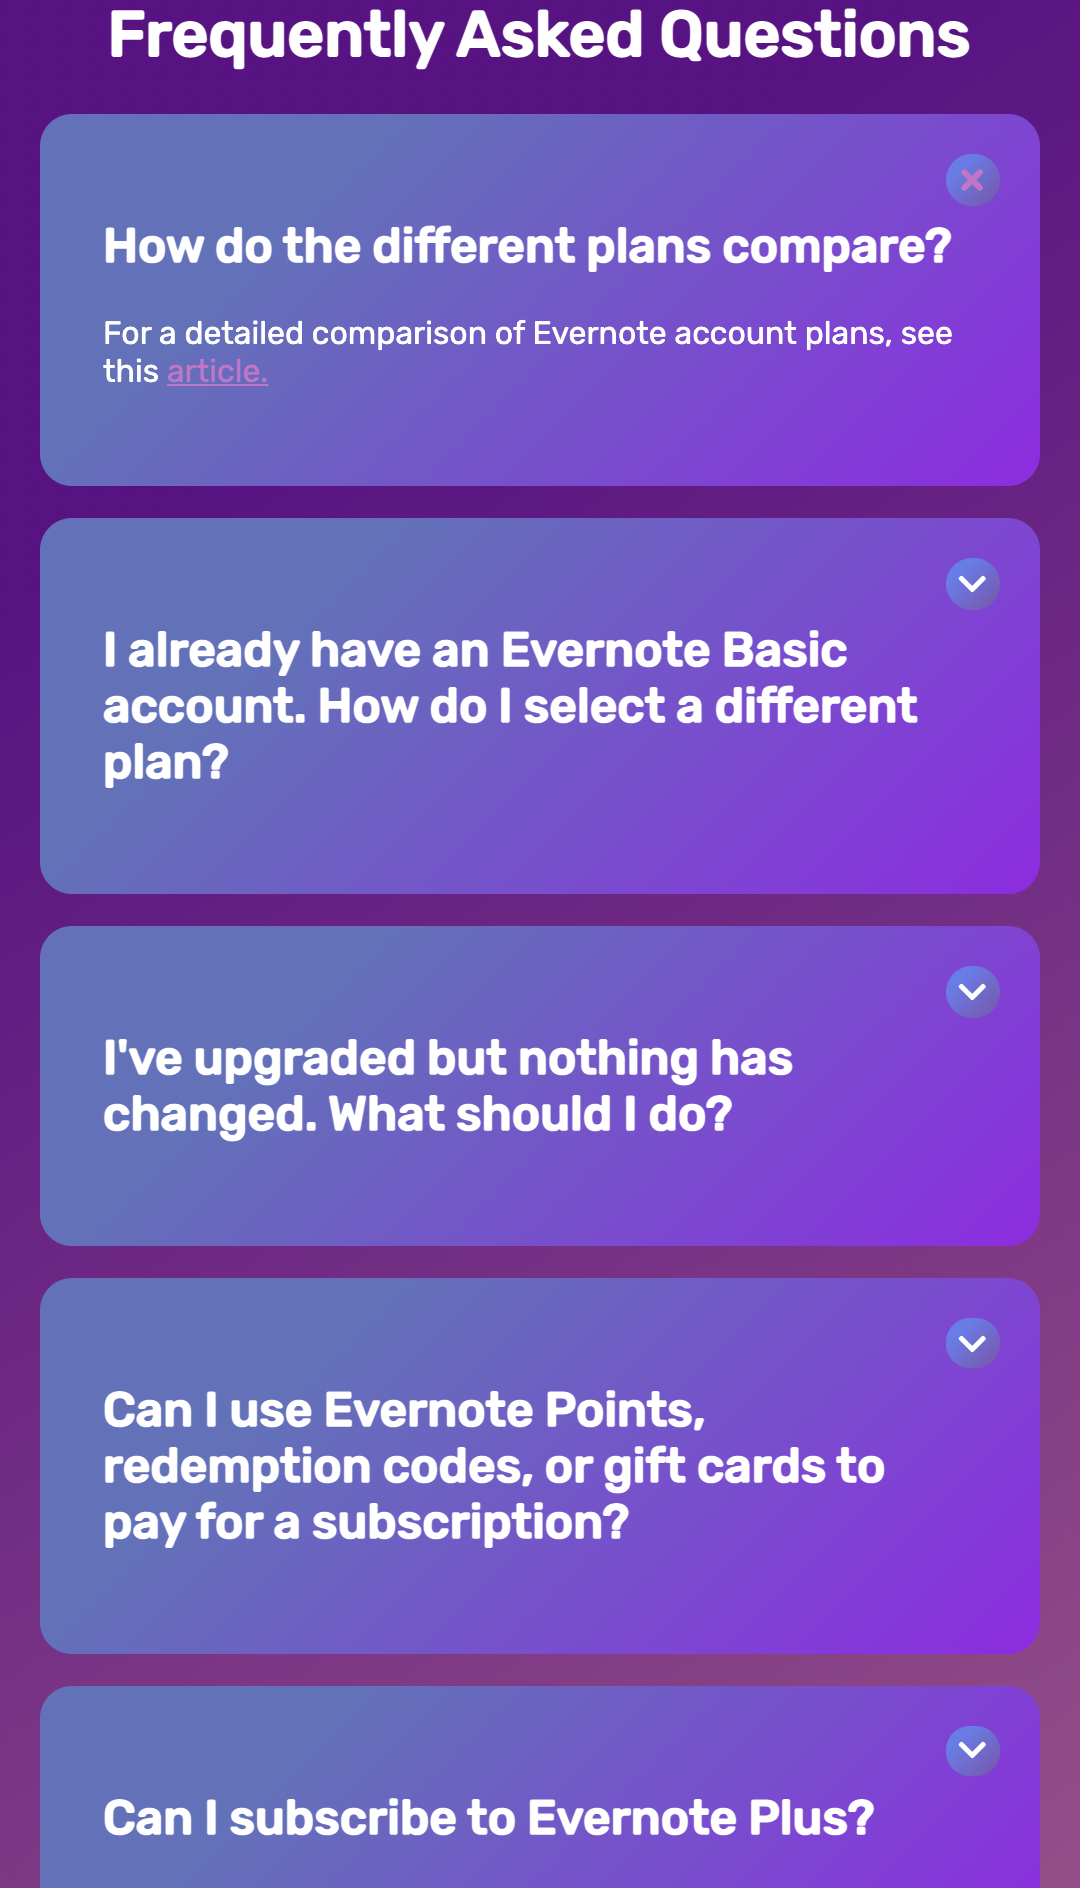 Frequently Asked Questions
How do the different plans compare?
For a detailed comparison of Evernote account plans, see
this article.
I already have an Evernote Basic
account. How do I select a different
plan?
I've upgraded but nothing has
changed. What should I do?
Can I use Evernote Points,
redemption codes, or gift cards to
pay for a subscription?
Can I subscribe to Evernote Plus?